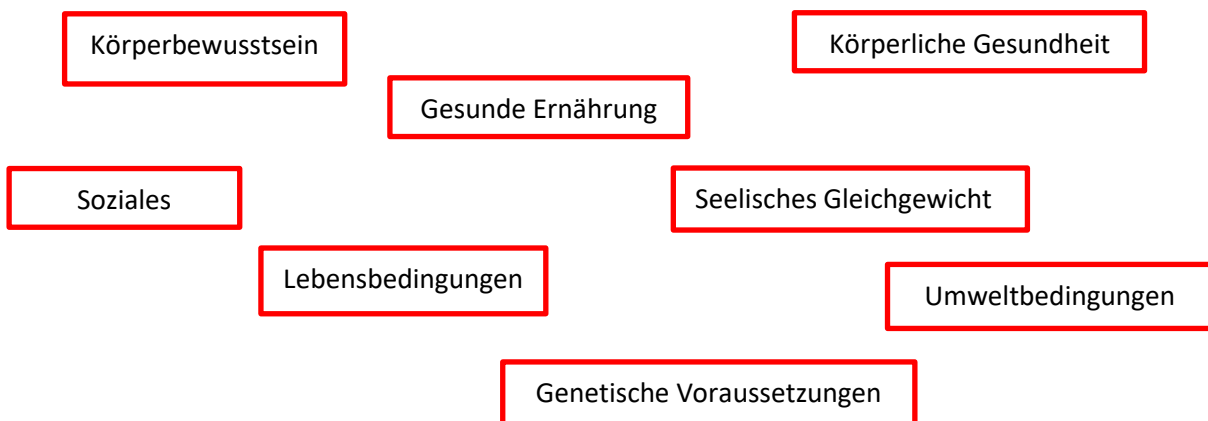 Körperbewusstsein
Körperliche Gesundheit
Gesunde Ernährung
Soziales
Seelisches Gleichgewicht
Lebensbedingungen
Umweltbedingungen
Genetische Voraussetzungen